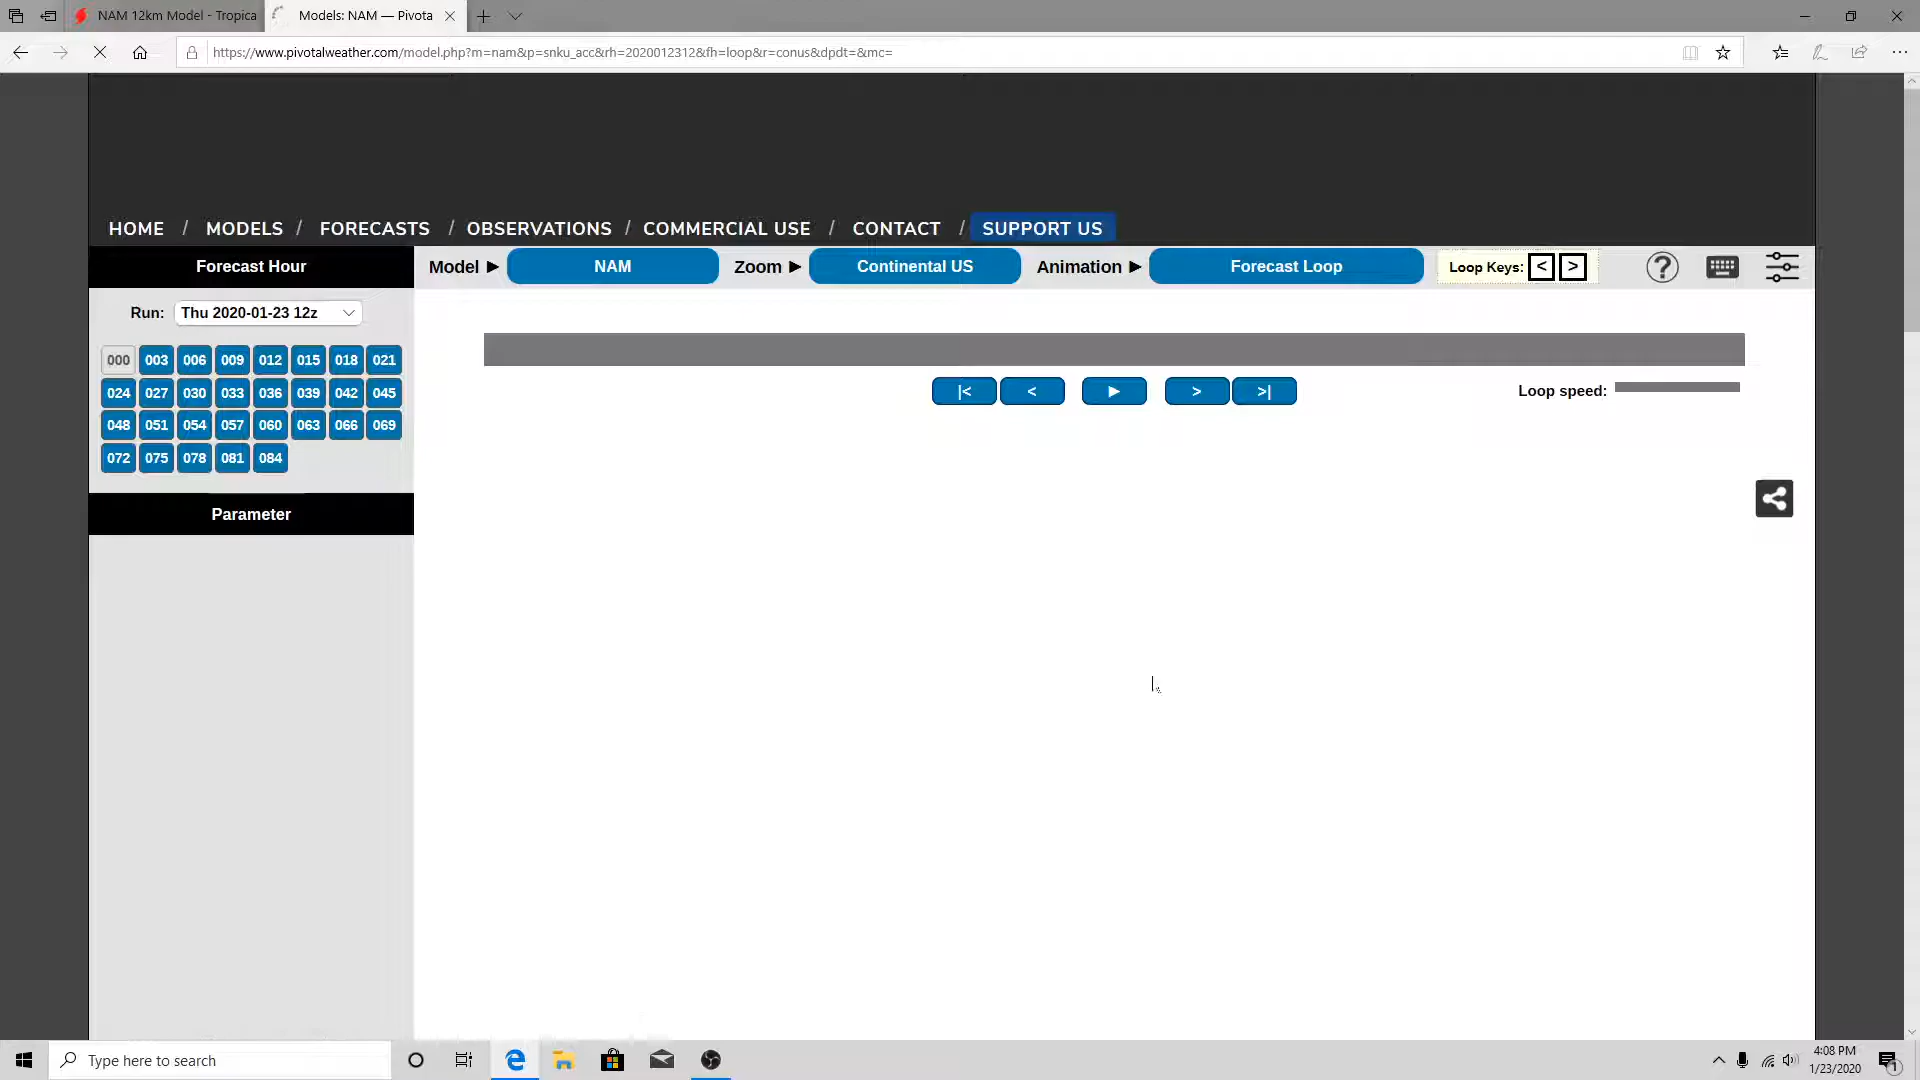 NAM 12km Model - Tropica
Models: NAM — Pivota
https://www.pivotalweather.com/model.php?m=nam&p=snku_acc&rh=2020012312&fh=loop&r=conus&dpdt=&mc=
HOME / MODELS / FORECASTS / OBSERVATIONS / COMMERCIAL USE / CONTACT / SUPPORT US
Forecast Hour
Model ► NAM Zoom ► Continental US Animation ► Forecast Loop Loop Keys: < > ?
Run: Thu 2020-01-23 12z
000 003 006 009 012 015 018 021
024 027 030 033 036 039 042 045
048 051 054 057 060 063 066 069
072 075 078 081 084
|< < ► > >| Loop speed:
Parameter
Type here to search
4:08 PM
1/23/2020
1